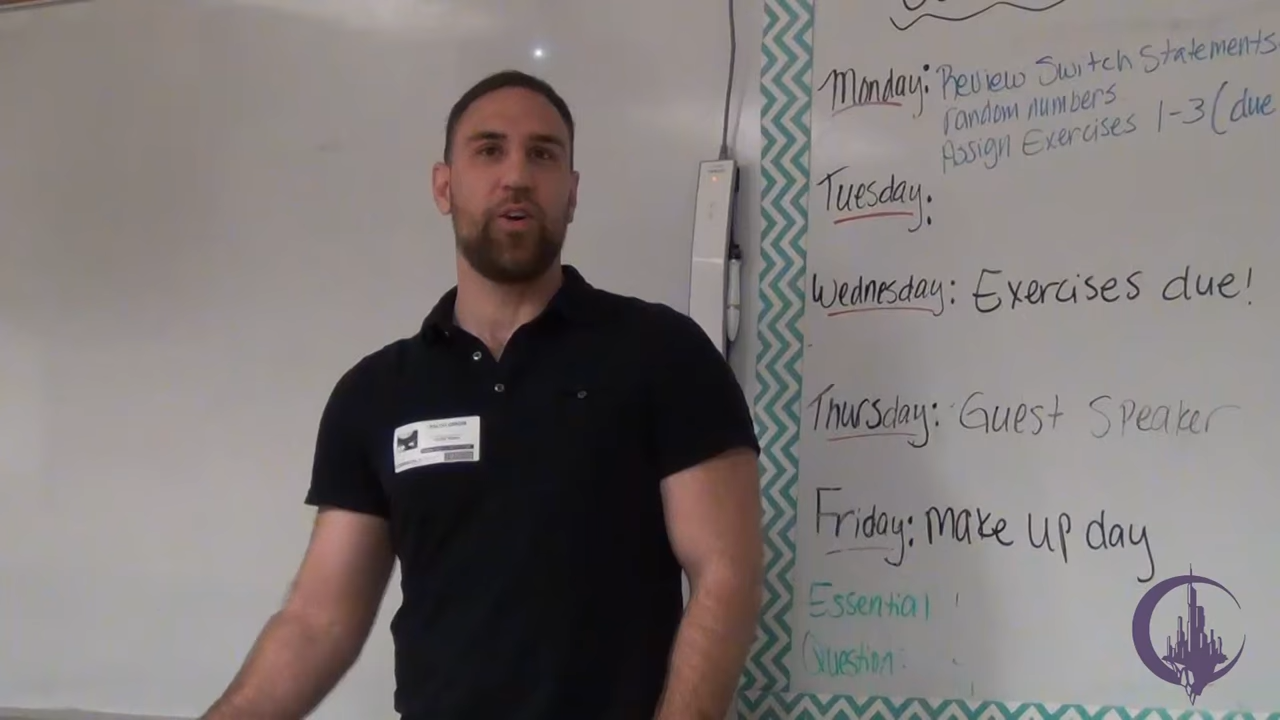 Monday: Review Switch Statements
random numbers
Assign Exercises 1-3 (due
Tuesday:
Wednesday: Exercises due!
Thursday: Guest Speaker
Friday: make up day
Essential
Question: